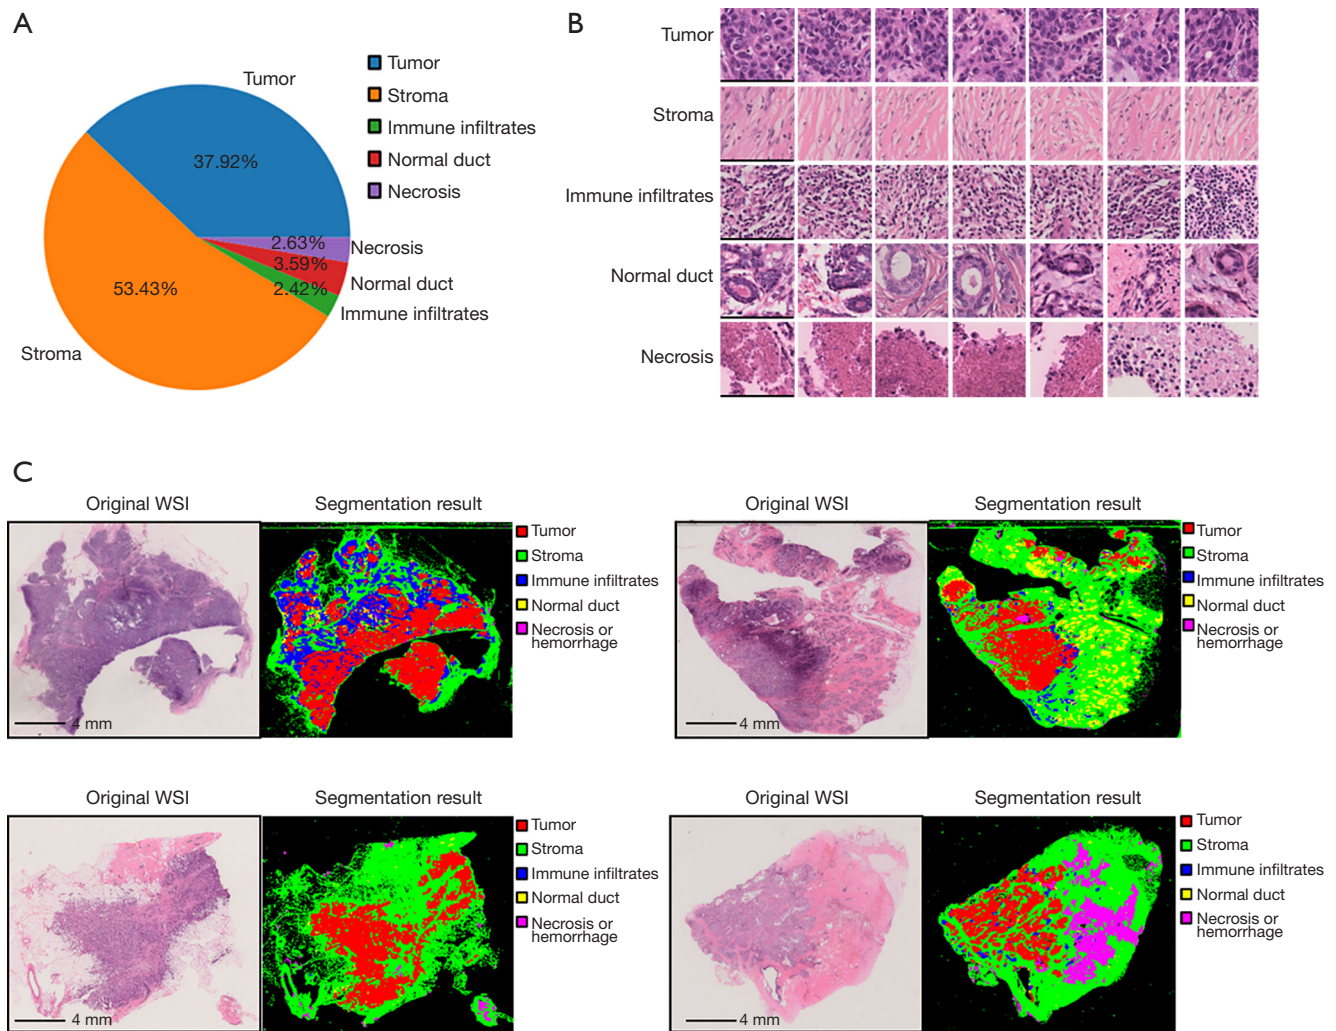 A
Tumor
37.92%
2.63%
3.59%
2.42%
53.43%
Necrosis
Normal duct
Immune infiltrates
Stroma
Tumor
Stroma
Immune infiltrates
Normal duct
Necrosis
B
Tumor
Stroma
Immune infiltrates
Normal duct
Necrosis
C
Original WSI
Segmentation result
4 mm
Tumor
Stroma
Immune infiltrates
Normal duct
Necrosis or
hemorrhage
Original WSI
Segmentation result
4 mm
Tumor
Stroma
Immune infiltrates
Normal duct
Necrosis or
hemorrhage
Original WSI
Segmentation result
4 mm
Tumor
Stroma
Immune infiltrates
Normal duct
Necrosis or
hemorrhage
Original WSI
Segmentation result
4 mm
Tumor
Stroma
Immune infiltrates
Normal duct
Necrosis or
hemorrhage